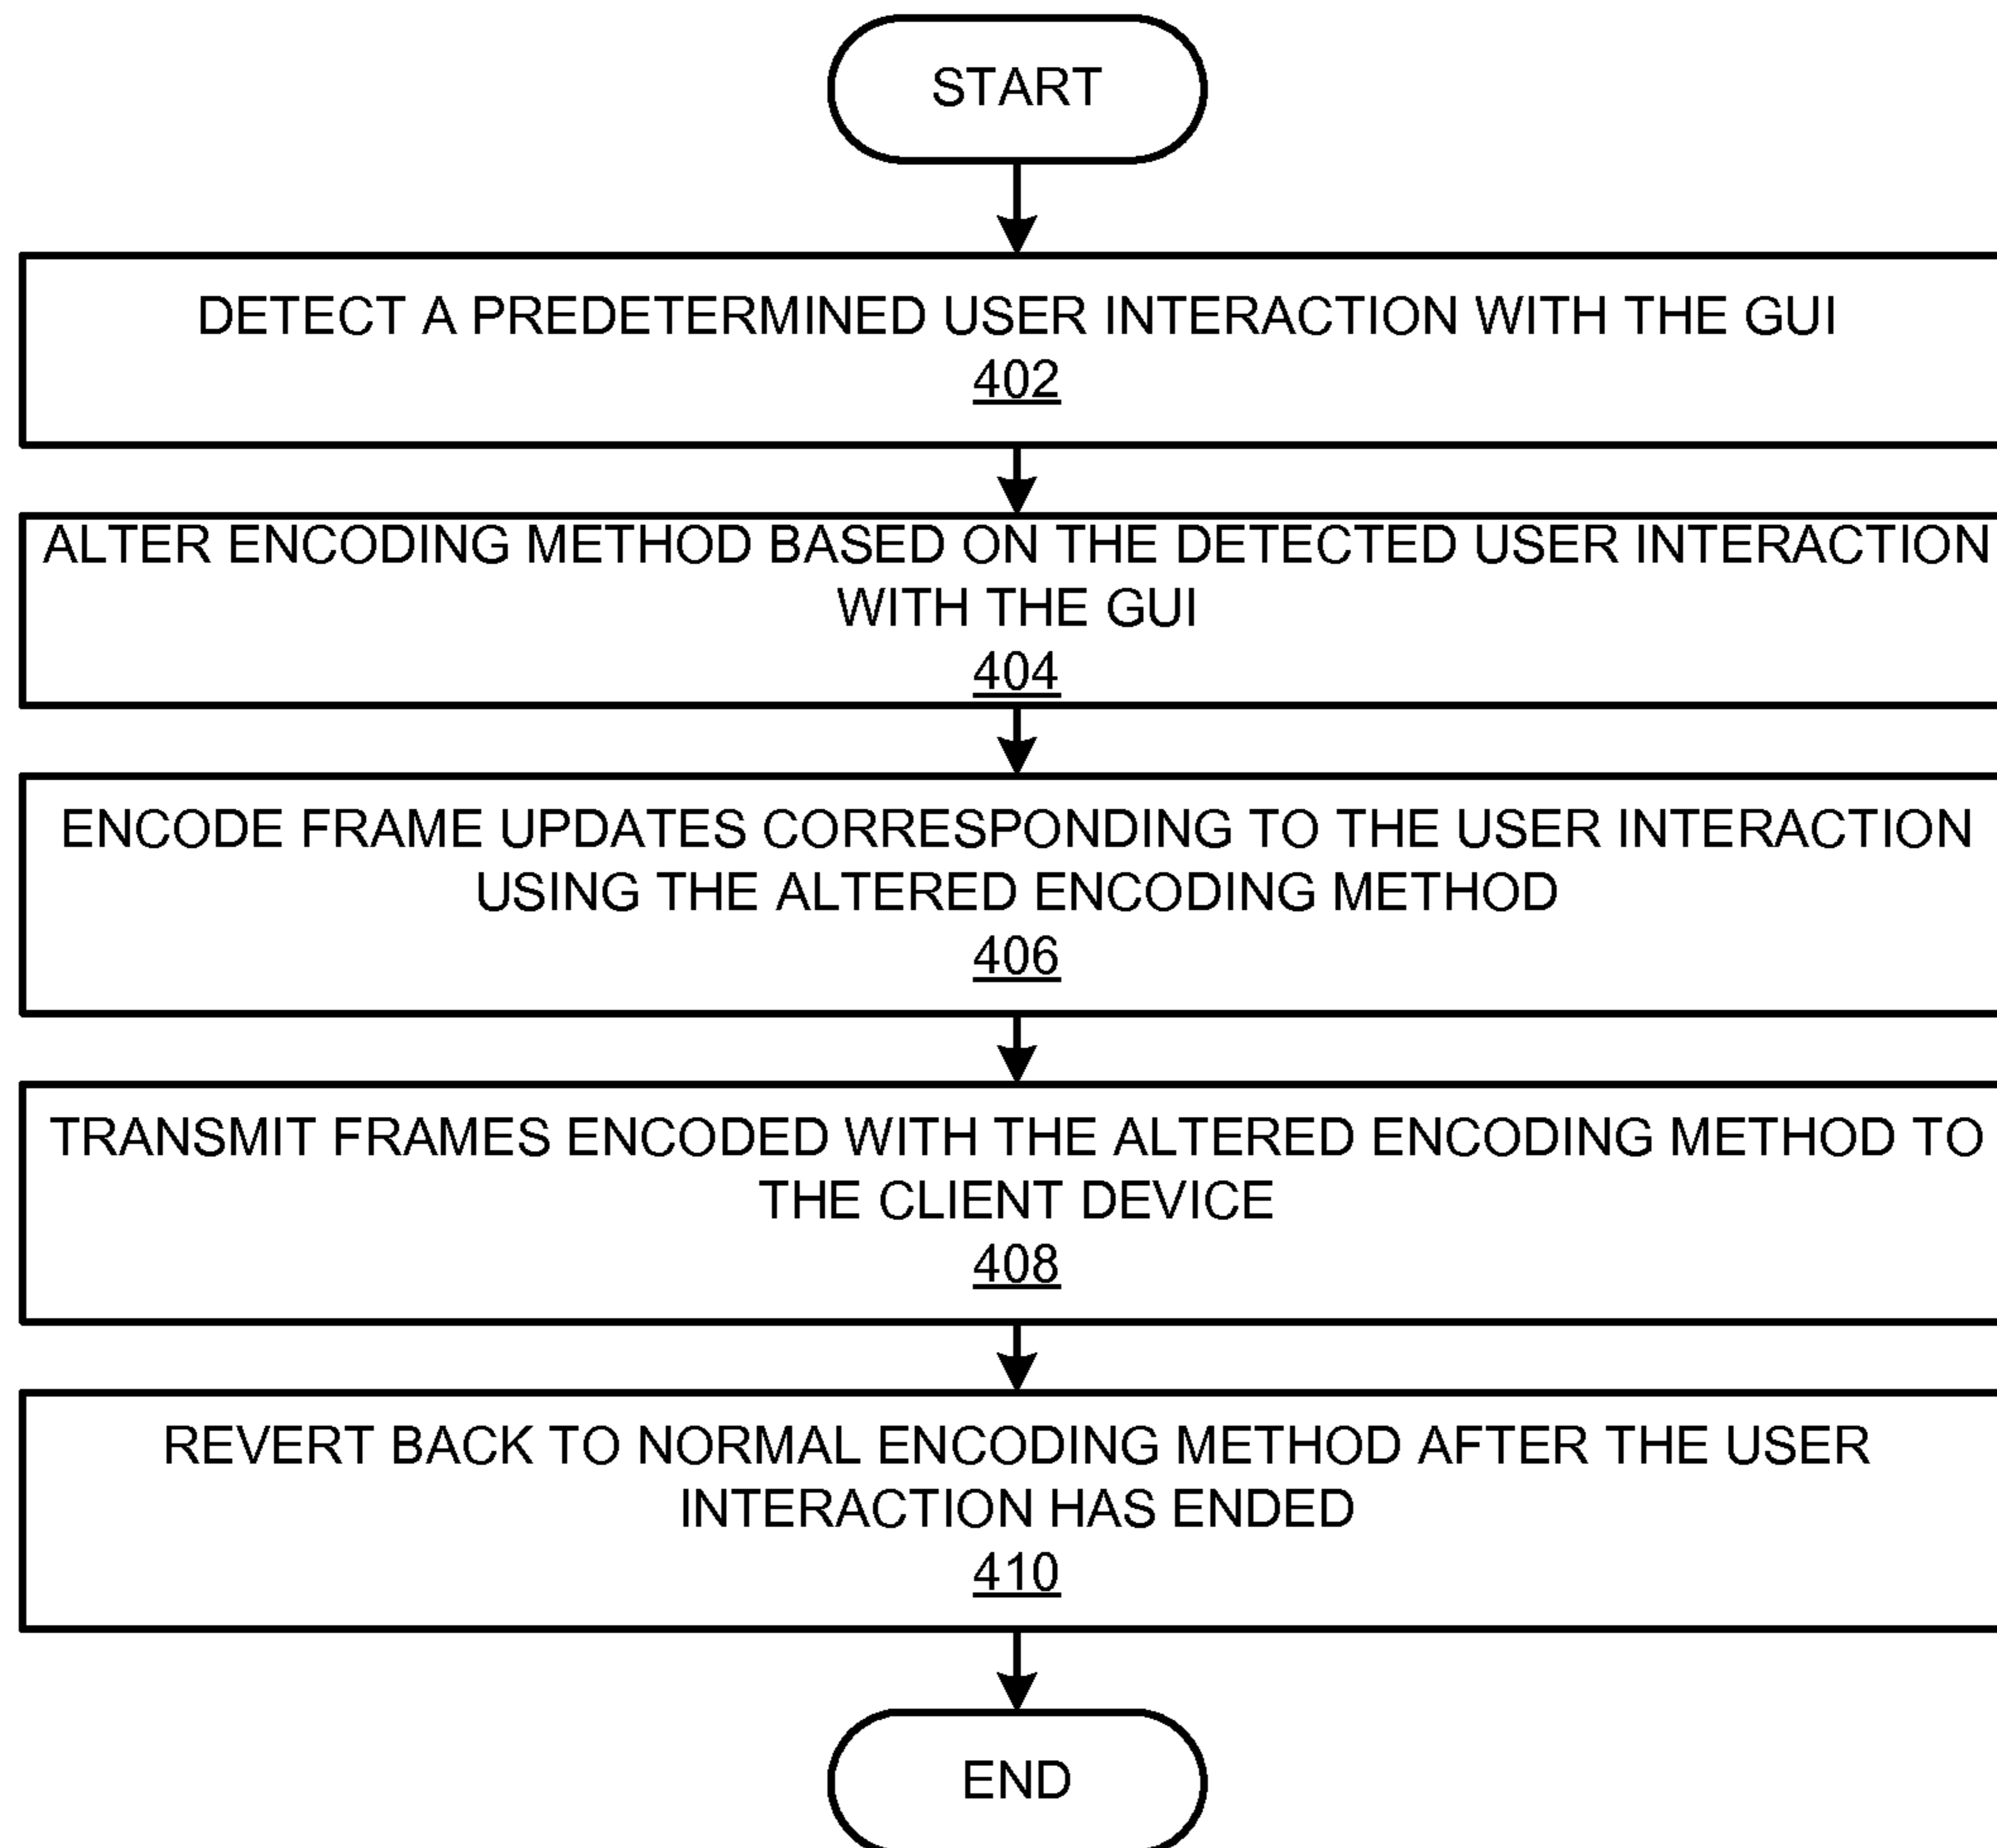 START
DETECT A PREDETERMINED USER INTERACTION WITH THE GUI
402
ALTER ENCODING METHOD BASED ON THE DETECTED USER INTERACTION
WITH THE GUI
404
ENCODE FRAME UPDATES CORRESPONDING TO THE USER INTERACTION
USING THE ALTERED ENCODING METHOD
406
TRANSMIT FRAMES ENCODED WITH THE ALTERED ENCODING METHOD TO
THE CLIENT DEVICE
408
REVERT BACK TO NORMAL ENCODING METHOD AFTER THE USER
INTERACTION HAS ENDED
410
END